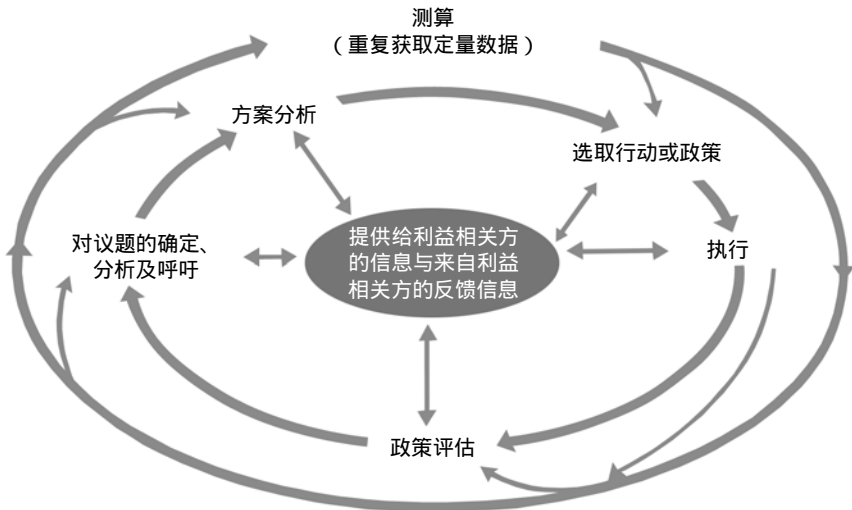 测算
（重复获取定量数据）
方案分析
选取行动或政策
对议题的确定、
分析及呼吁
提供给利益相关方
的信息与来自利益
相关方的反馈信息
执行
政策评估